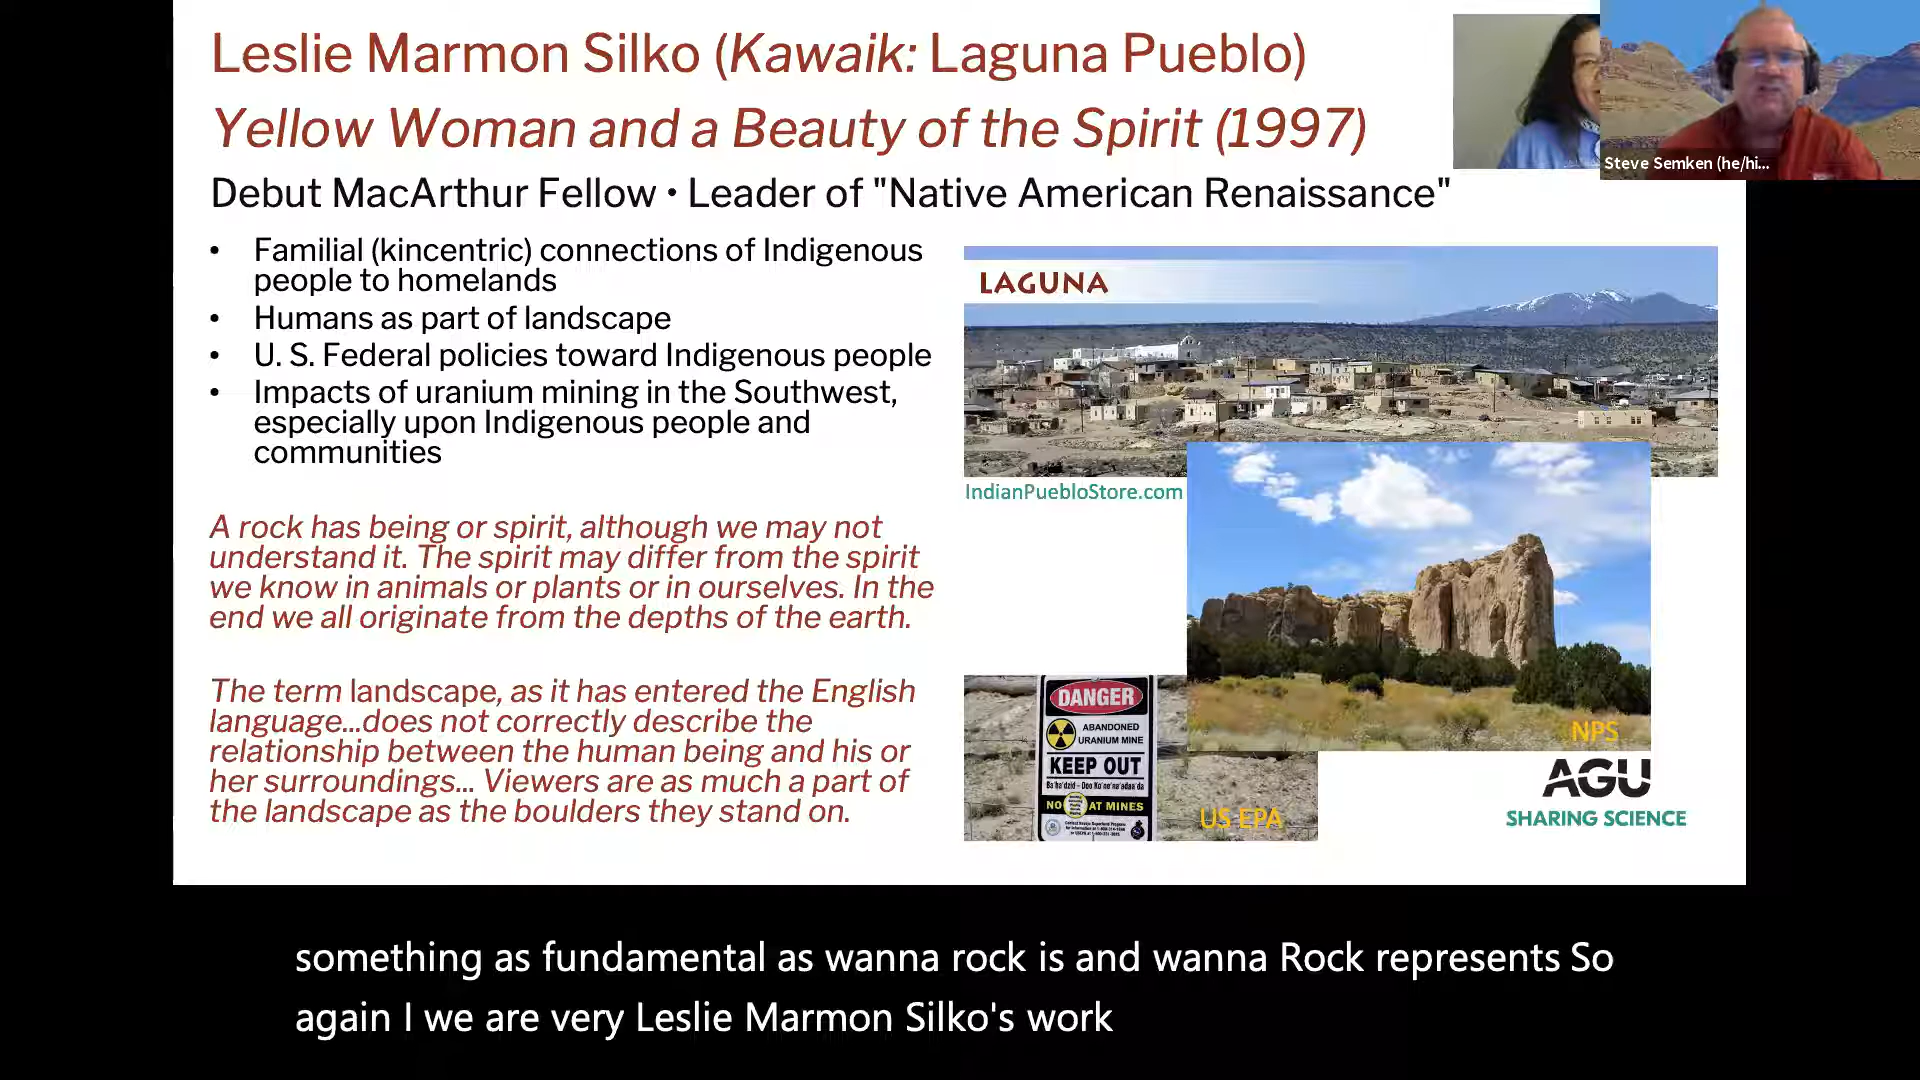 Leslie Marmon Silko (Kawaik: Laguna Pueblo)
Yellow Woman and a Beauty of the Spirit (1997)
Debut MacArthur Fellow • Leader of "Native American Renaissance"
• Familial (kincentric) connections of Indigenous
people to homelands
• Humans as part of landscape
• U. S. Federal policies toward Indigenous people
• Impacts of uranium mining in the Southwest,
especially upon Indigenous people and
communities
A rock has being or spirit, although we may not
understand it. The spirit may differ from the spirit
we know in animals or plants or in ourselves. In the
end we all originate from the depths of the earth.
The term landscape, as it has entered the English
language...does not correctly describe the
relationship between the human being and his or
her surroundings... Viewers are as much a part of
the landscape as the boulders they stand on.
Steve Semken (he/hi...
LAGUNA
IndianPuebloStore.com
NPS
DANGER
ABANDONED
URANIUM MINE
KEEP OUT
NO
AT MINES
US EPA
AGU
SHARING SCIENCE
something as fundamental as wanna rock is and wanna Rock represents So
again I we are very Leslie Marmon Silko's work